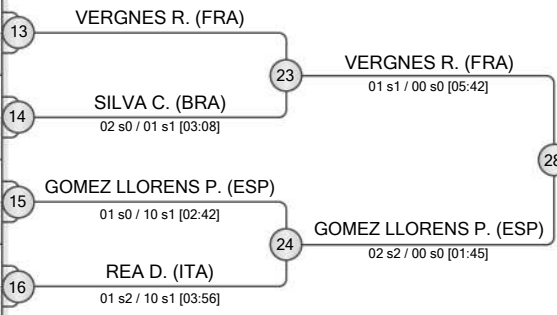 13
VERGNES R. (FRA)
23
VERGNES R. (FRA)
01 s1 / 00 s0 [05:42]
14
SILVA C. (BRA)
02 s0 / 01 s1 [03:08]
28
15
GOMEZ LLORENS P. (ESP)
01 s0 / 10 s1 [02:42]
24
GOMEZ LLORENS P. (ESP)
02 s2 / 00 s0 [01:45]
16
REA D. (ITA)
01 s2 / 10 s1 [03:56]